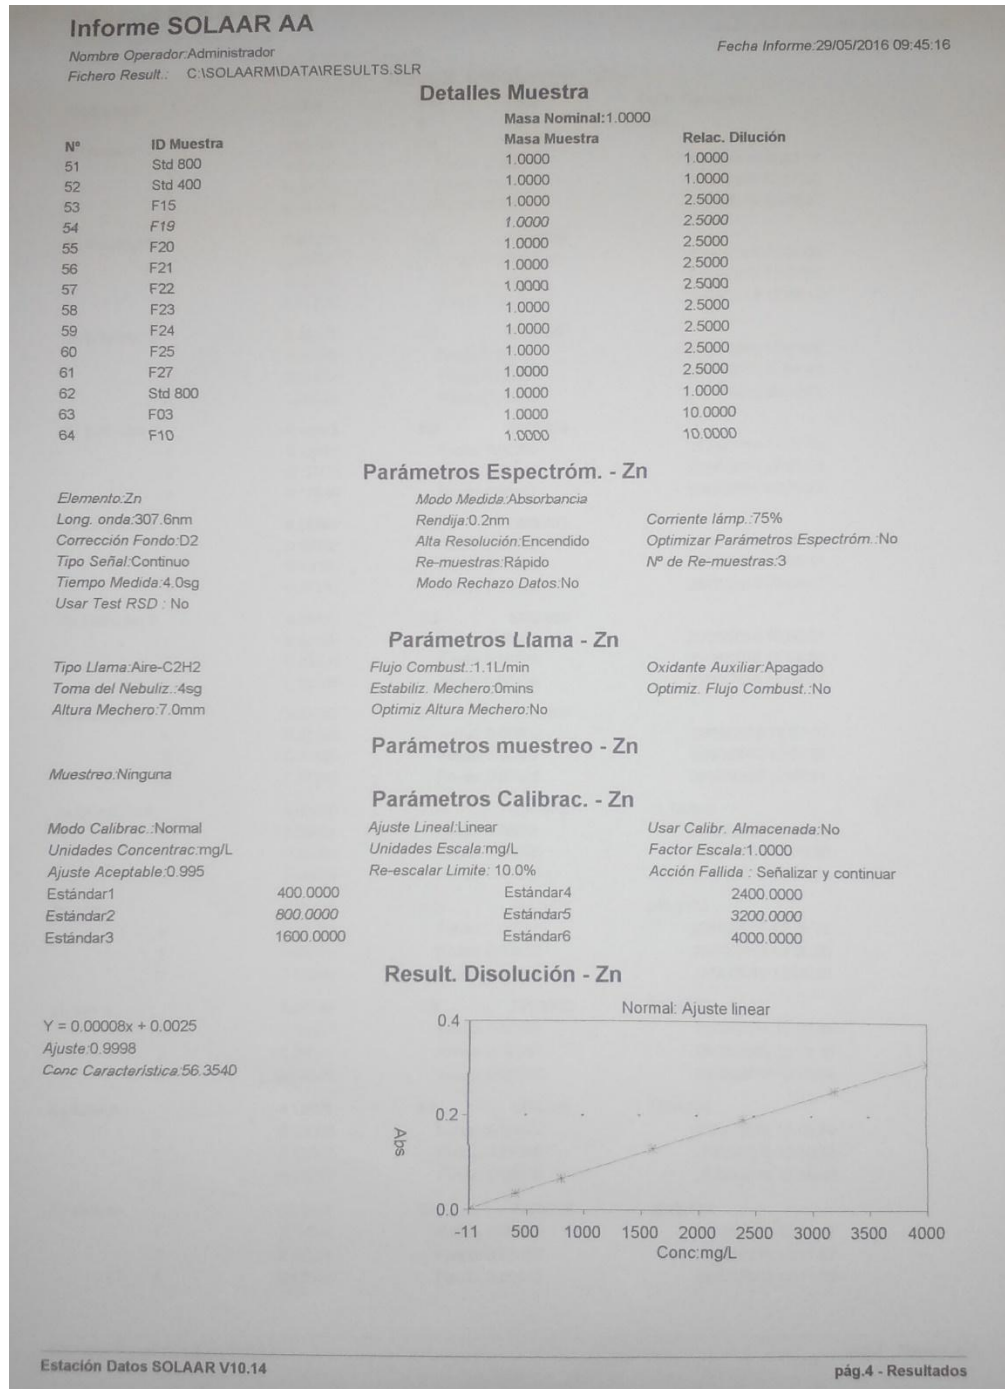 Informe SOLAAR AA
Nombre Operador:Administrador
Fecha Informe:29/05/2016 09:45:16
Fichero Result.: C:\SOLAARM\DATA\RESULTS.SLR
Detalles Muestra
Masa Nominal:1.0000
Nº ID Muestra Masa Muestra Relac. Dilución
51 Std 800 1.0000 1.0000
52 Std 400 1.0000 1.0000
53 F15 1.0000 2.5000
54 F19 1.0000 2.5000
55 F20 1.0000 2.5000
56 F21 1.0000 2.5000
57 F22 1.0000 2.5000
58 F23 1.0000 2.5000
59 F24 1.0000 2.5000
60 F25 1.0000 2.5000
61 F27 1.0000 2.5000
62 Std 800 1.0000 1.0000
63 F03 1.0000 10.0000
64 F10 1.0000 10.0000
Parámetros Espectróm. - Zn
Elemento:Zn Modo Medida:Absorbancia
Long. onda:307.6nm Rendija:0.2nm Corriente lámp.:75%
Corrección Fondo:D2 Alta Resolución:Encendido Optimizar Parámetros Espectróm.:No
Tipo Señal:Continuo Re-muestras:Rápido Nº de Re-muestras:3
Tiempo Medida:4.0sg Modo Rechazo Datos:No
Usar Test RSD : No
Parámetros Llama - Zn
Tipo Llama:Aire-C2H2 Flujo Combust.:1.1L/min Oxidante Auxiliar:Apagado
Toma del Nebuliz.:4sg Estabiliz. Mechero:0mins Optimiz. Flujo Combust.:No
Altura Mechero:7.0mm Optimiz Altura Mechero:No
Parámetros muestreo - Zn
Muestreo:Ninguna
Parámetros Calibrac. - Zn
Modo Calibrac.:Normal Ajuste Lineal:Linear Usar Calibr. Almacenada:No
Unidades Concentrac:mg/L Unidades Escala:mg/L Factor Escala:1.0000
Ajuste Aceptable:0.995 Re-escalar Limite: 10.0% Acción Fallida : Señalizar y continuar
Estándar1 400.0000 Estándar4 2400.0000
Estándar2 800.0000 Estándar5 3200.0000
Estándar3 1600.0000 Estándar6 4000.0000
Result. Disolución - Zn
Y = 0.00008x + 0.0025
Ajuste:0.9998
Conc Característica:56.3540
Normal: Ajuste linear
0.4
0.2
Abs
0.0
-11 500 1000 1500 2000 2500 3000 3500 4000
Conc:mg/L
Estación Datos SOLAAR V10.14
pág.4 - Resultados